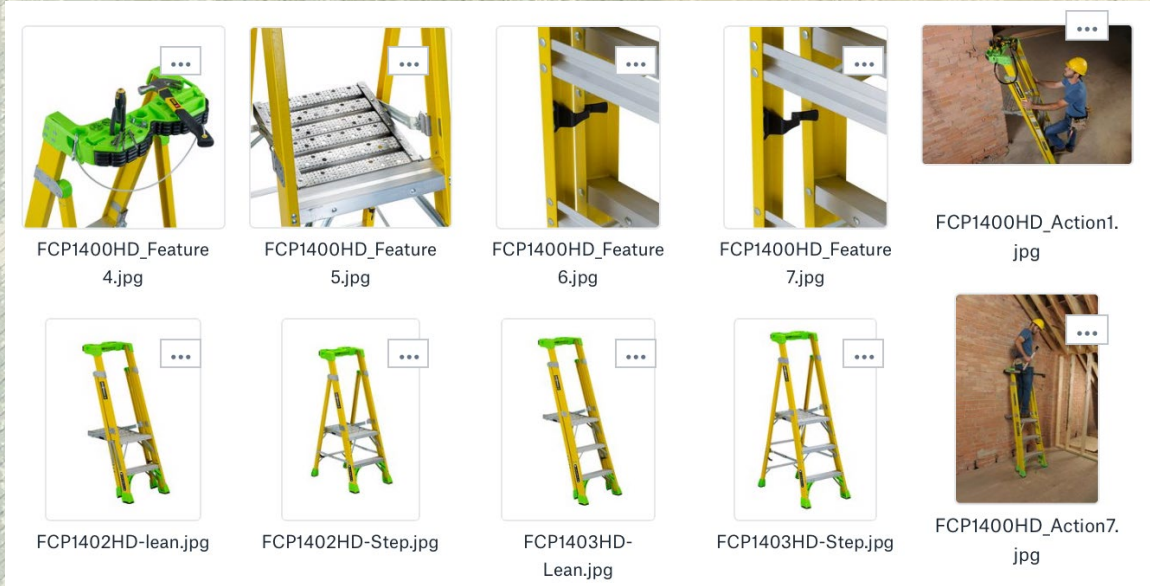 FCP1400HD_Feature
4.jpg
FCP1400HD_Feature
5.jpg
FCP1400HD_Feature
6.jpg
FCP1400HD_Feature
7.jpg
FCP1400HD_Action1.
jpg
FCP1402HD-lean.jpg
FCP1402HD-Step.jpg
FCP1403HD-
Lean.jpg
FCP1403HD-Step.jpg
FCP1400HD_Action7.
jpg